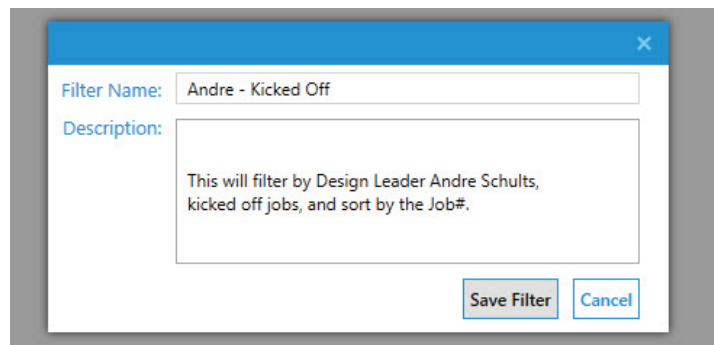 Filter Name: Andre - Kicked Off
Description:
This will filter by Design Leader Andre Schults,
kicked off jobs, and sort by the Job#.
Save Filter Cancel